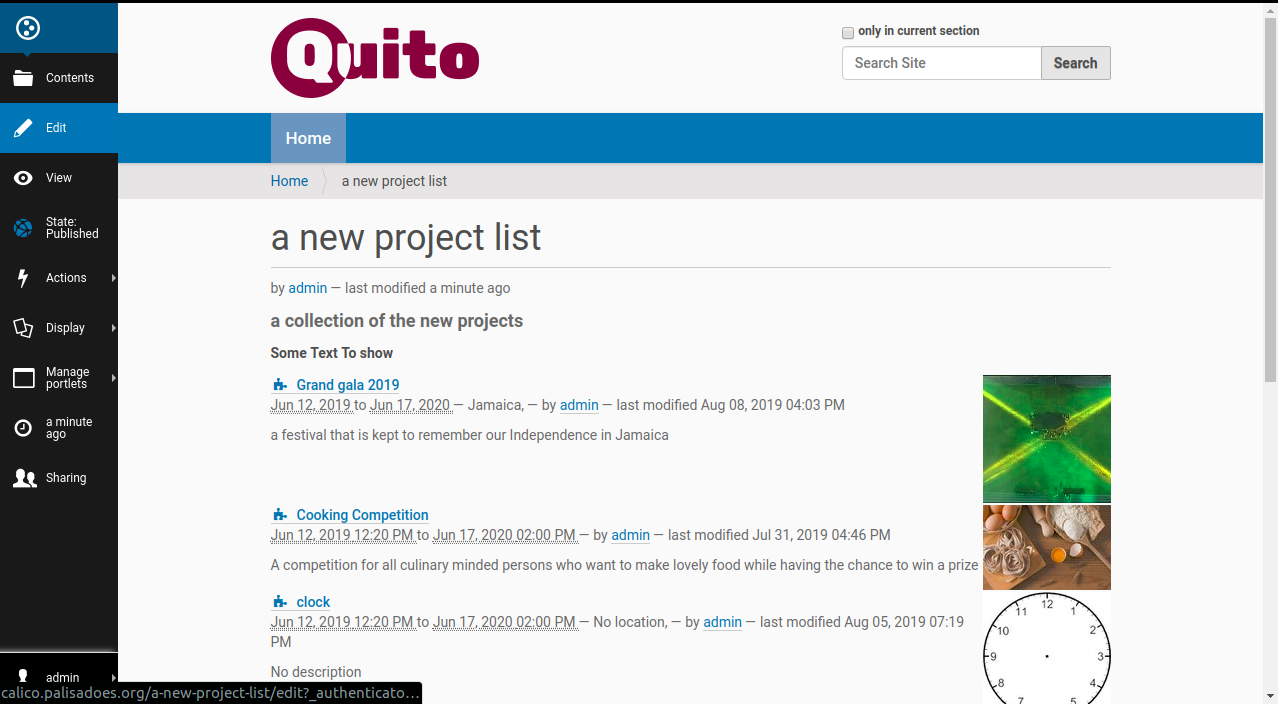 Contents
Edit
View
State:
Published
Actions
Display
Manage
portlets
a minute
ago
Sharing
admin
Quito
only in current section
Search Site
Search
Home
Home
a new project list
a new project list
by admin — last modified a minute ago
a collection of the new projects
Some Text To show
Grand gala 2019
Jun 12, 2019 to Jun 17, 2020 — Jamaica, — by admin — last modified Aug 08, 2019 04:03 PM
a festival that is kept to remember our Independence in Jamaica
Cooking Competition
Jun 12, 2019 12:20 PM to Jun 17, 2020 02:00 PM — by admin — last modified Jul 31, 2019 04:46 PM
A competition for all culinary minded persons who want to make lovely food while having the chance to win a prize
clock
Jun 12, 2019 12:20 PM to Jun 17, 2020 02:00 PM — No location, — by admin — last modified Aug 05, 2019 07:19
PM
No description
11 12 1
10 2
9 3
8 4
7 5
calico.palisadoes.org/a-new-project-list/edit?_authenticato…